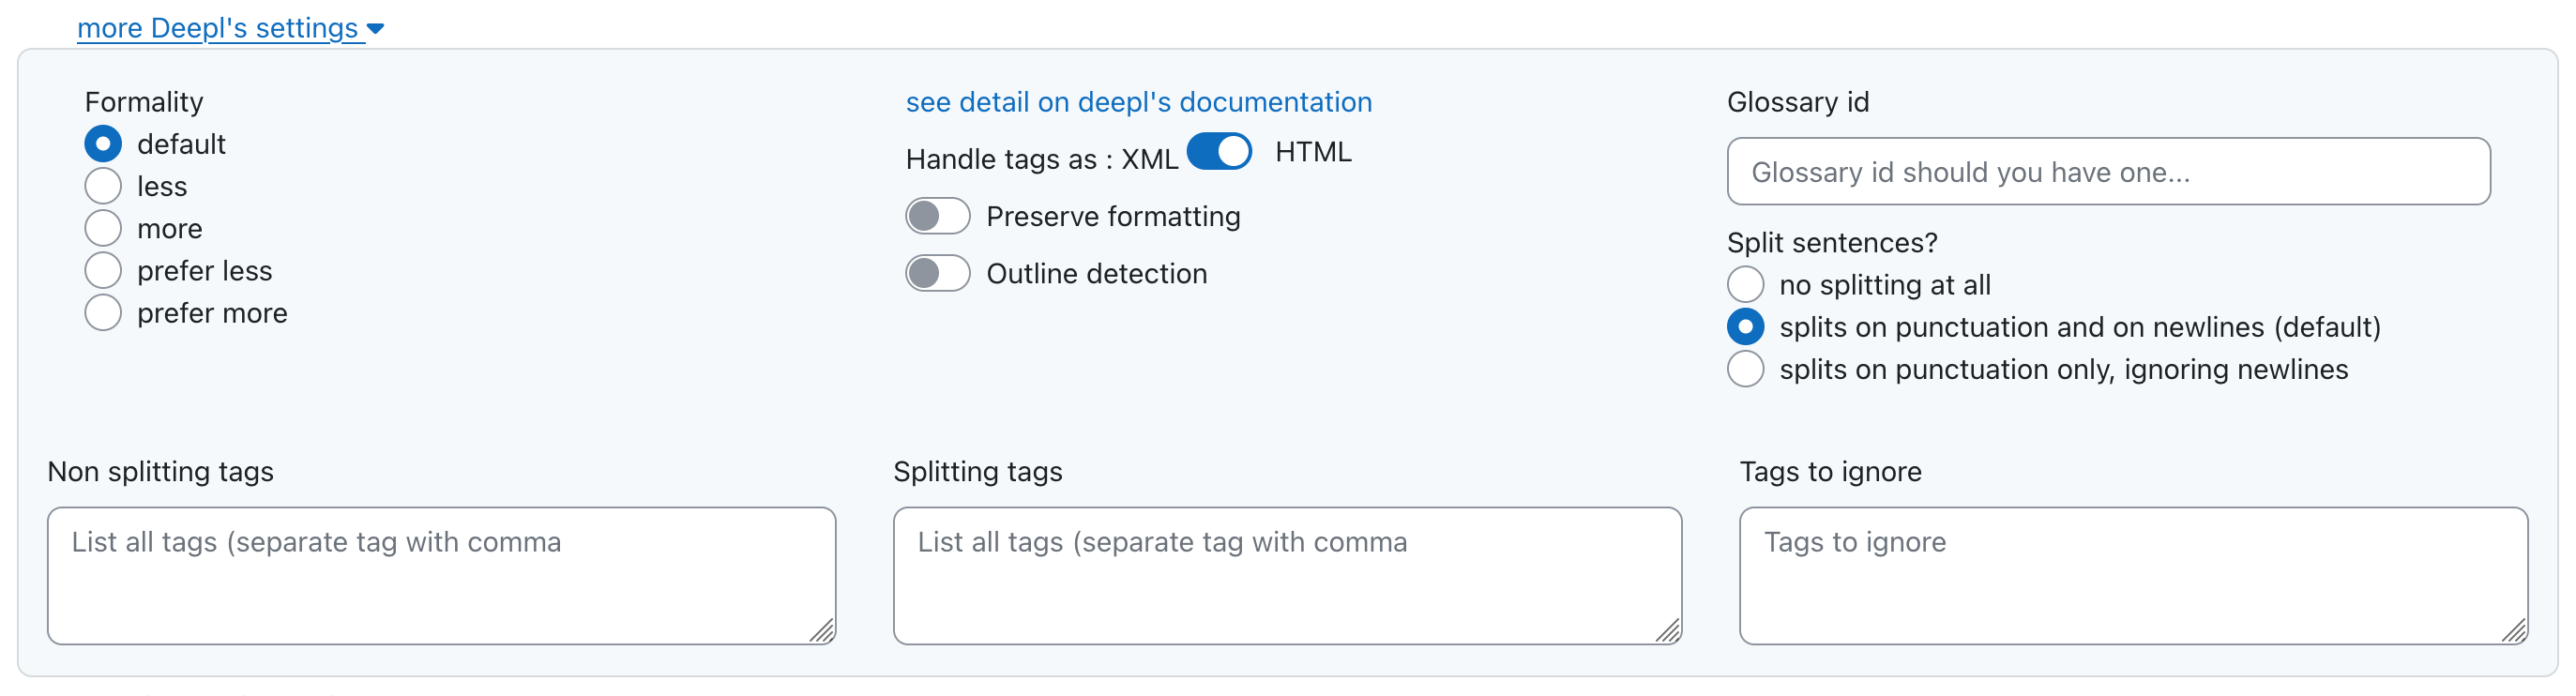 more Deepl's settings
Formality
default
less
more
prefer less
prefer more
see detail on deepl's documentation
Handle tags as : XML HTML
Preserve formatting
Outline detection
Glossary id
Glossary id should you have one...
Split sentences?
no splitting at all
splits on punctuation and on newlines (default)
splits on punctuation only, ignoring newlines
Non splitting tags
List all tags (separate tag with comma
Splitting tags
List all tags (separate tag with comma
Tags to ignore
Tags to ignore